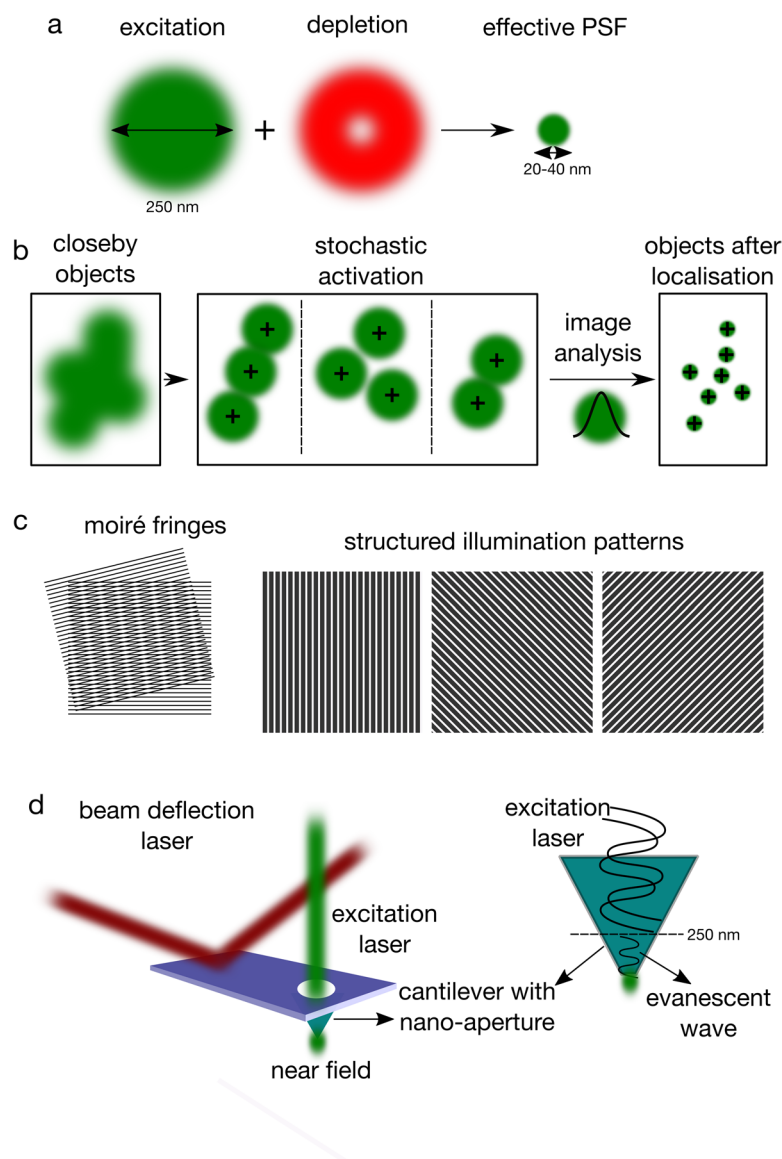 a
excitation
depletion
effective PSF
+
250 nm
20-40 nm
b
closeby
objects
stochastic
activation
objects after
localisation
image
analysis
c
moiré fringes
structured illumination patterns
d
beam deflection
laser
excitation
laser
excitation
laser
250 nm
cantilever with
nano-aperture
evanescent
wave
near field